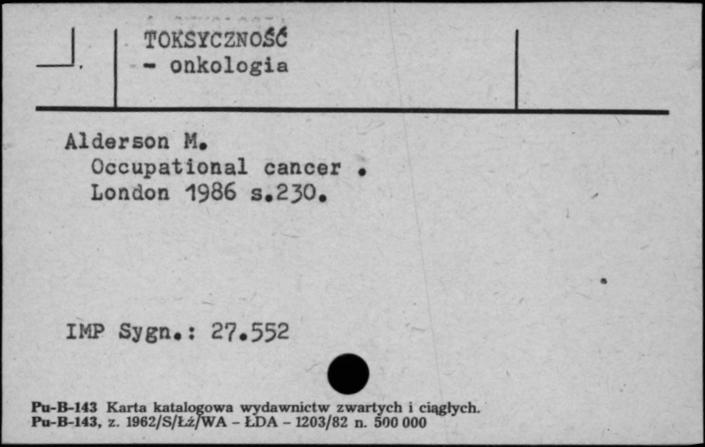 TOKSYCZNOŚĆ
- onkologia
Alderson M.
Occupational cancer .
London 1986 s.230.
IMP Sygn.: 27.552
Pu-B-143 Karta katalogowa wydawnictw zwartych i ciągłych.
Pu-B-143, z. 1962/S/Łź/WA - ŁDA - 1203/82 n. 500 000